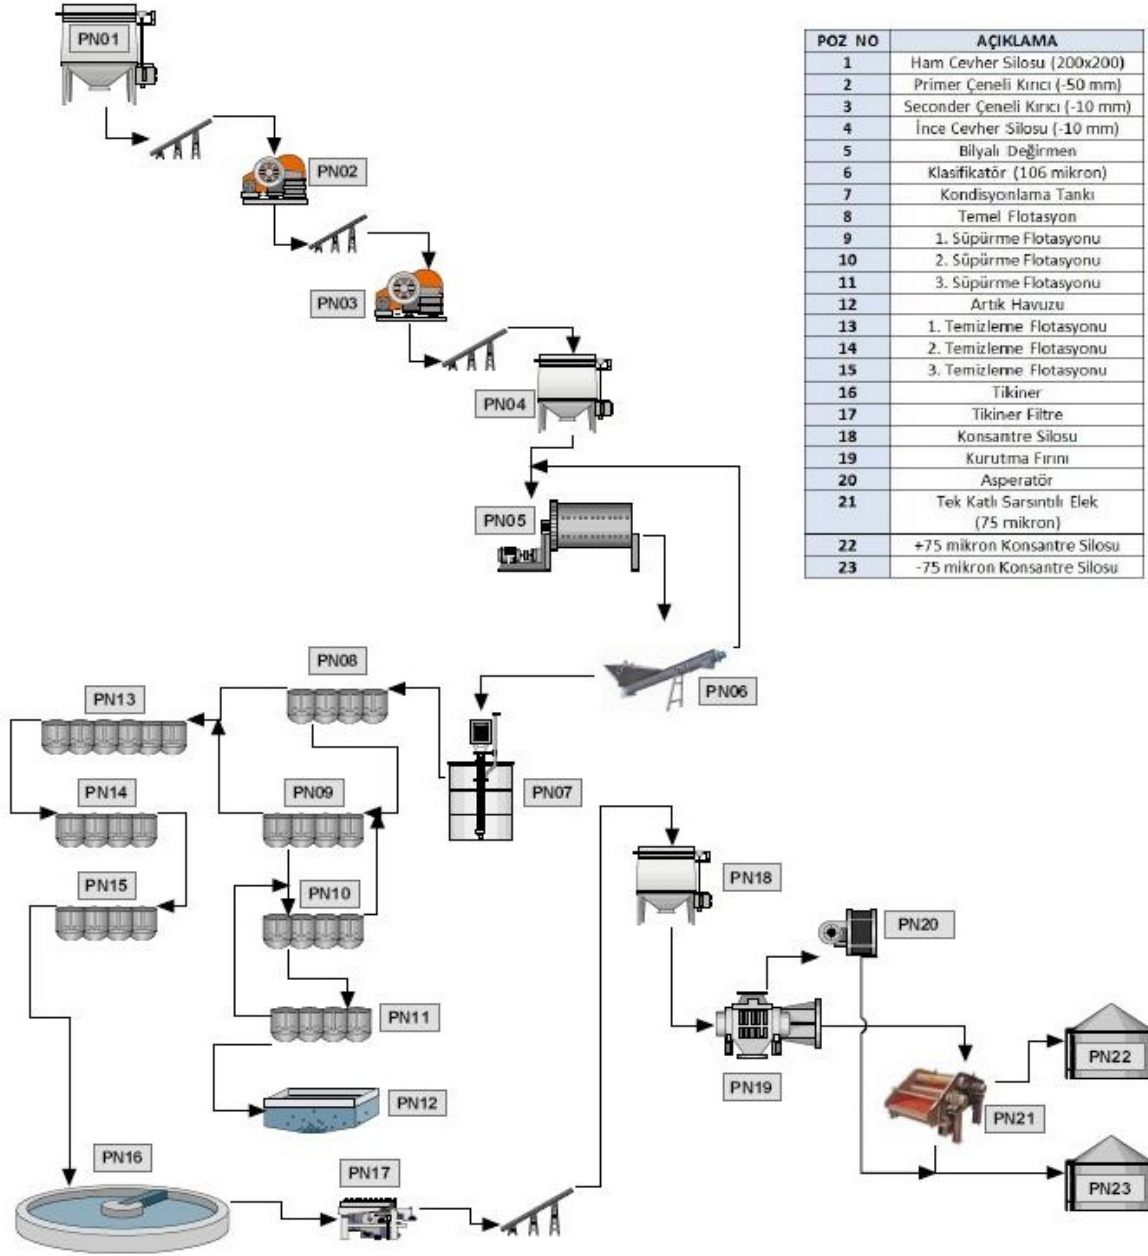 PN01
POZ NO AÇIKLAMA
1 Ham Cevher Silosu (200x200)
2 Primer Çeneli Kırıcı (-50 mm)
3 Seconder Çeneli Kırıcı (-10 mm)
4 İnce Cevher Silosu (-10 mm)
5 Bilyalı Değirmen
6 Klasifikatör (106 mikron)
7 Kondisyonlama Tankı
8 Temel Flotasyon
9 1. Süpürme Flotasyonu
10 2. Süpürme Flotasyonu
11 3. Süpürme Flotasyonu
12 Artık Havuzu
13 1. Temizleme Flotasyonu
14 2. Temizleme Flotasyonu
15 3. Temizleme Flotasyonu
16 Tikiner
17 Tikiner Filtre
18 Konsantre Silosu
19 Kurutma Fırını
20 Asperatör
21 Tek Katlı Sarsıntılı Elek
(75 mikron)
22 +75 mikron Konsantre Silosu
23 -75 mikron Konsantre Silosu
PN02
PN03
PN04
PN05
PN06
PN08
PN13
PN07
PN14
PN09
PN15
PN10
PN18
PN20
PN11
PN22
PN19
PN12
PN21
PN16
PN17
PN23